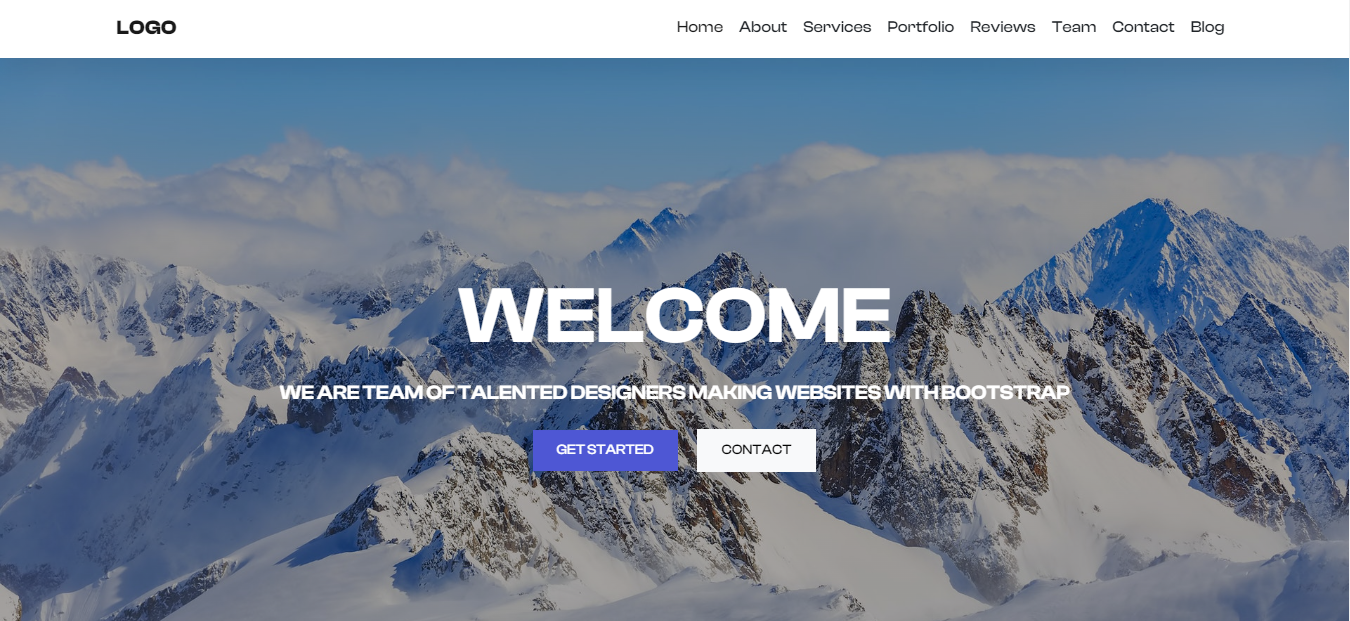 LOGO Home About Services Portfolio Reviews Team Contact Blog
WELCOME
WE ARE TEAM OF TALENTED DESIGNERS MAKING WEBSITES WITH BOOTSTRAP
GET STARTED CONTACT